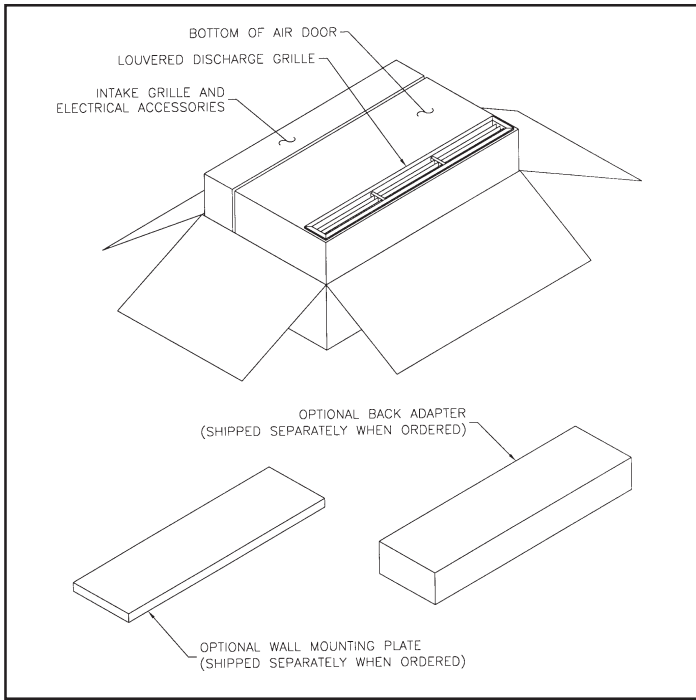 BOTTOM OF AIR DOOR
LOUVERED DISCHARGE GRILLE
INTAKE GRILLE AND
ELECTRICAL ACCESSORIES
OPTIONAL BACK ADAPTER
(SHIPPED SEPARATELY WHEN ORDERED)
OPTIONAL WALL MOUNTING PLATE
(SHIPPED SEPARATELY WHEN ORDERED)